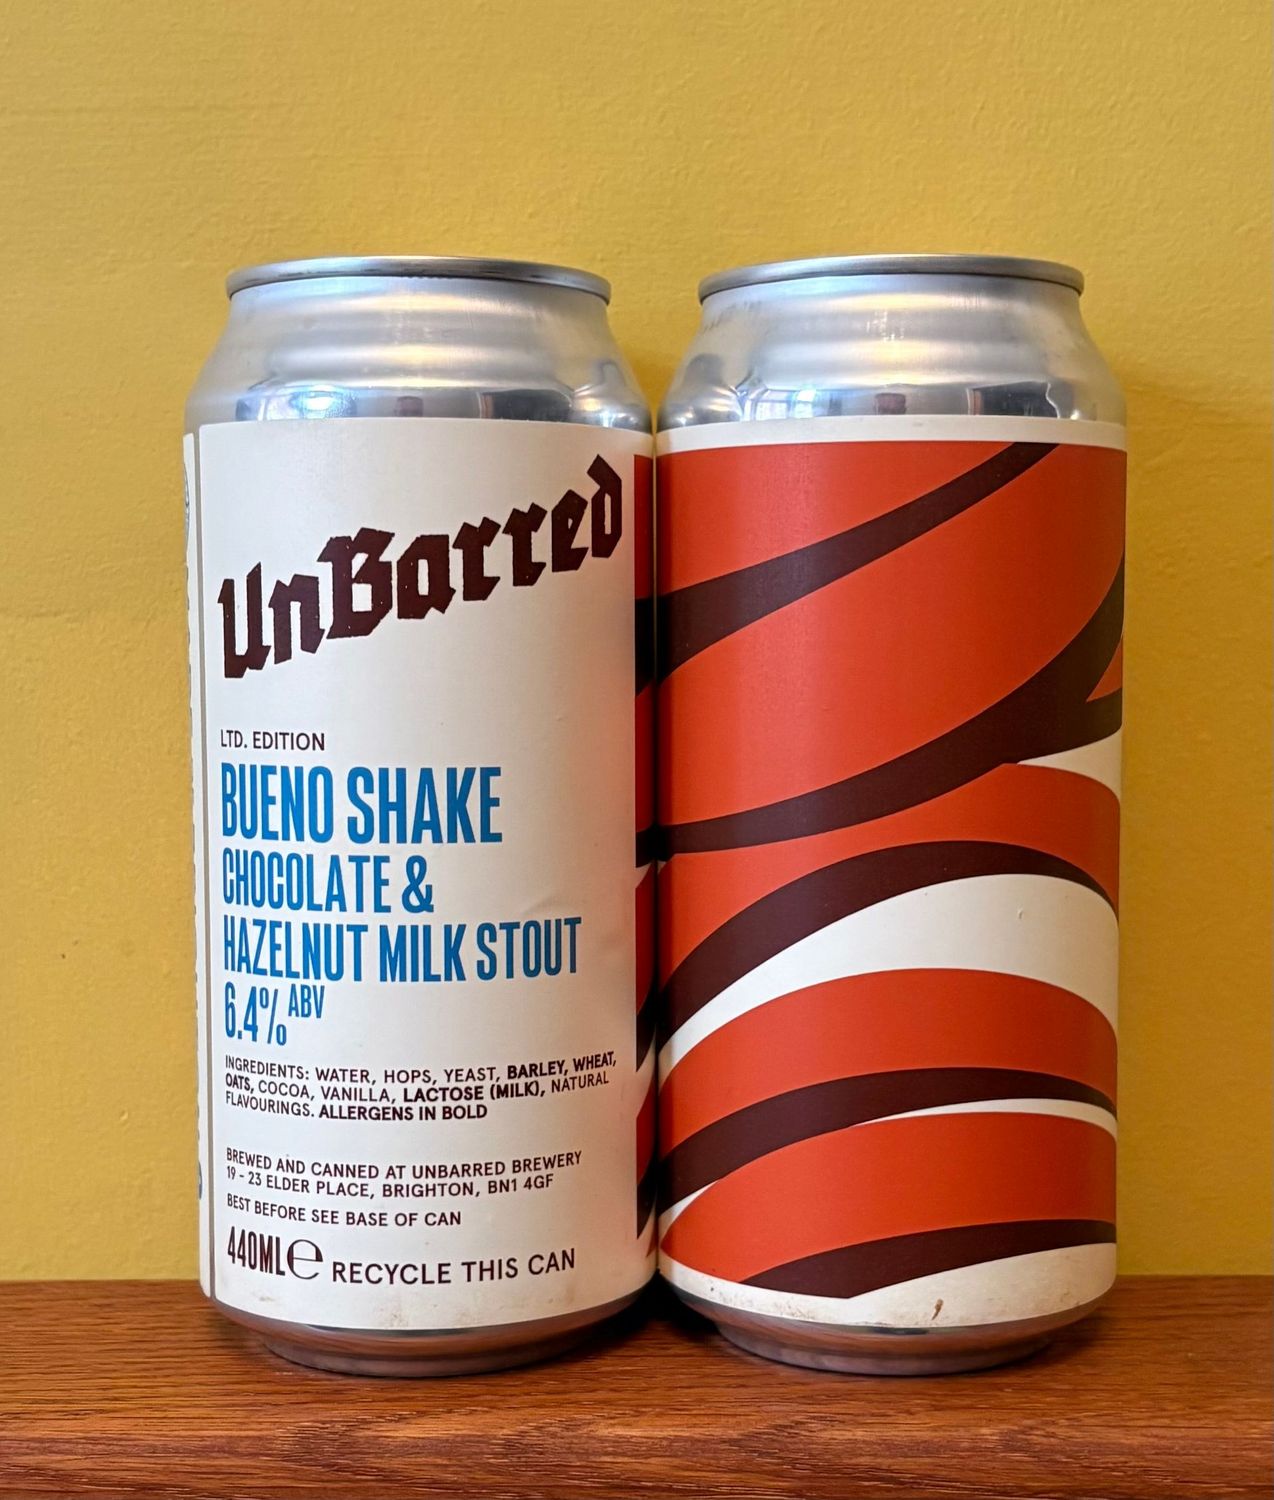 UnBarred
LTD. EDITION
BUENO SHAKE
CHOCOLATE &
HAZELNUT MILK STOUT
6.4% ABV
INGREDIENTS: WATER, HOPS, YEAST, BARLEY, WHEAT,
OATS, COCOA, VANILLA, LACTOSE (MILK), NATURAL
FLAVOURINGS. ALLERGENS IN BOLD
BREWED AND CANNED AT UNBARRED BREWERY
19 - 23 ELDER PLACE, BRIGHTON, BN1 4GF
BEST BEFORE SEE BASE OF CAN
440ML℮ RECYCLE THIS CAN